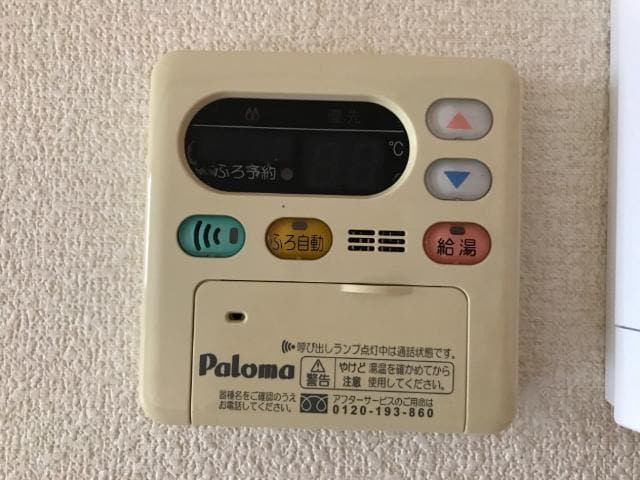 優先
℃
ふろ予約
ふろ自動
給湯
呼び出しランプ点灯中は通話状態です。
Paloma
警告
やけど 湯温を確かめてから
注意 使用してください。
器種名をご確認のうえ
お電話してください。
アフターサービスのご用命は
0120-193-860